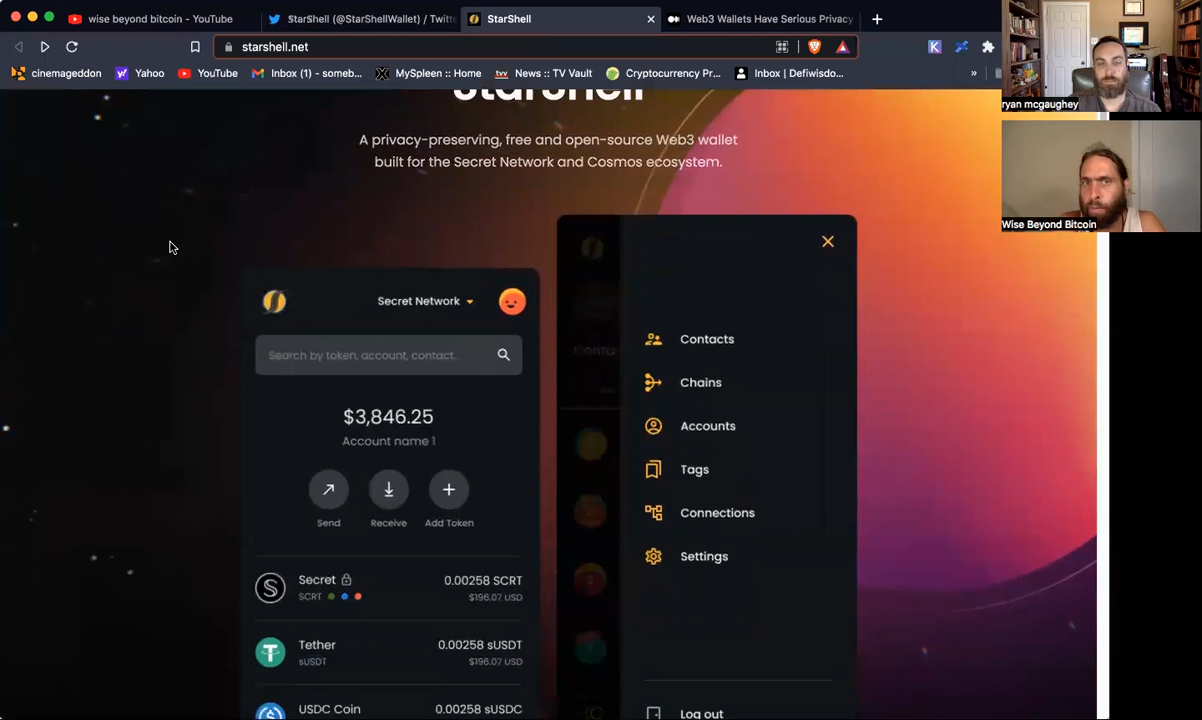 wise beyond bitcoin - YouTube
StarShell (@StarShellWallet) / Twitte
StarShell
Web3 Wallets Have Serious Privacy
starshell.net
cinemageddon
Yahoo
YouTube
Inbox (1) - someb...
MySpleen :: Home
News :: TV Vault
Cryptocurrency Pr...
Inbox | Defiwisdo...
»
ryan mcgaughey
Wise Beyond Bitcoin
StarShell
A privacy-preserving, free and open-source Web3 wallet
built for the Secret Network and Cosmos ecosystem.
Secret Network
Search by token, account, contact..
$3,846.25
Account name 1
Send
Receive
Add Token
Secret
0.00258 SCRT
SCRT
$196.07 USD
Tether
0.00258 sUSDT
sUSDT
$196.07 USD
USDC Coin
0.00258 sUSDC
Contacts
Chains
Accounts
Tags
Connections
Settings
Log out